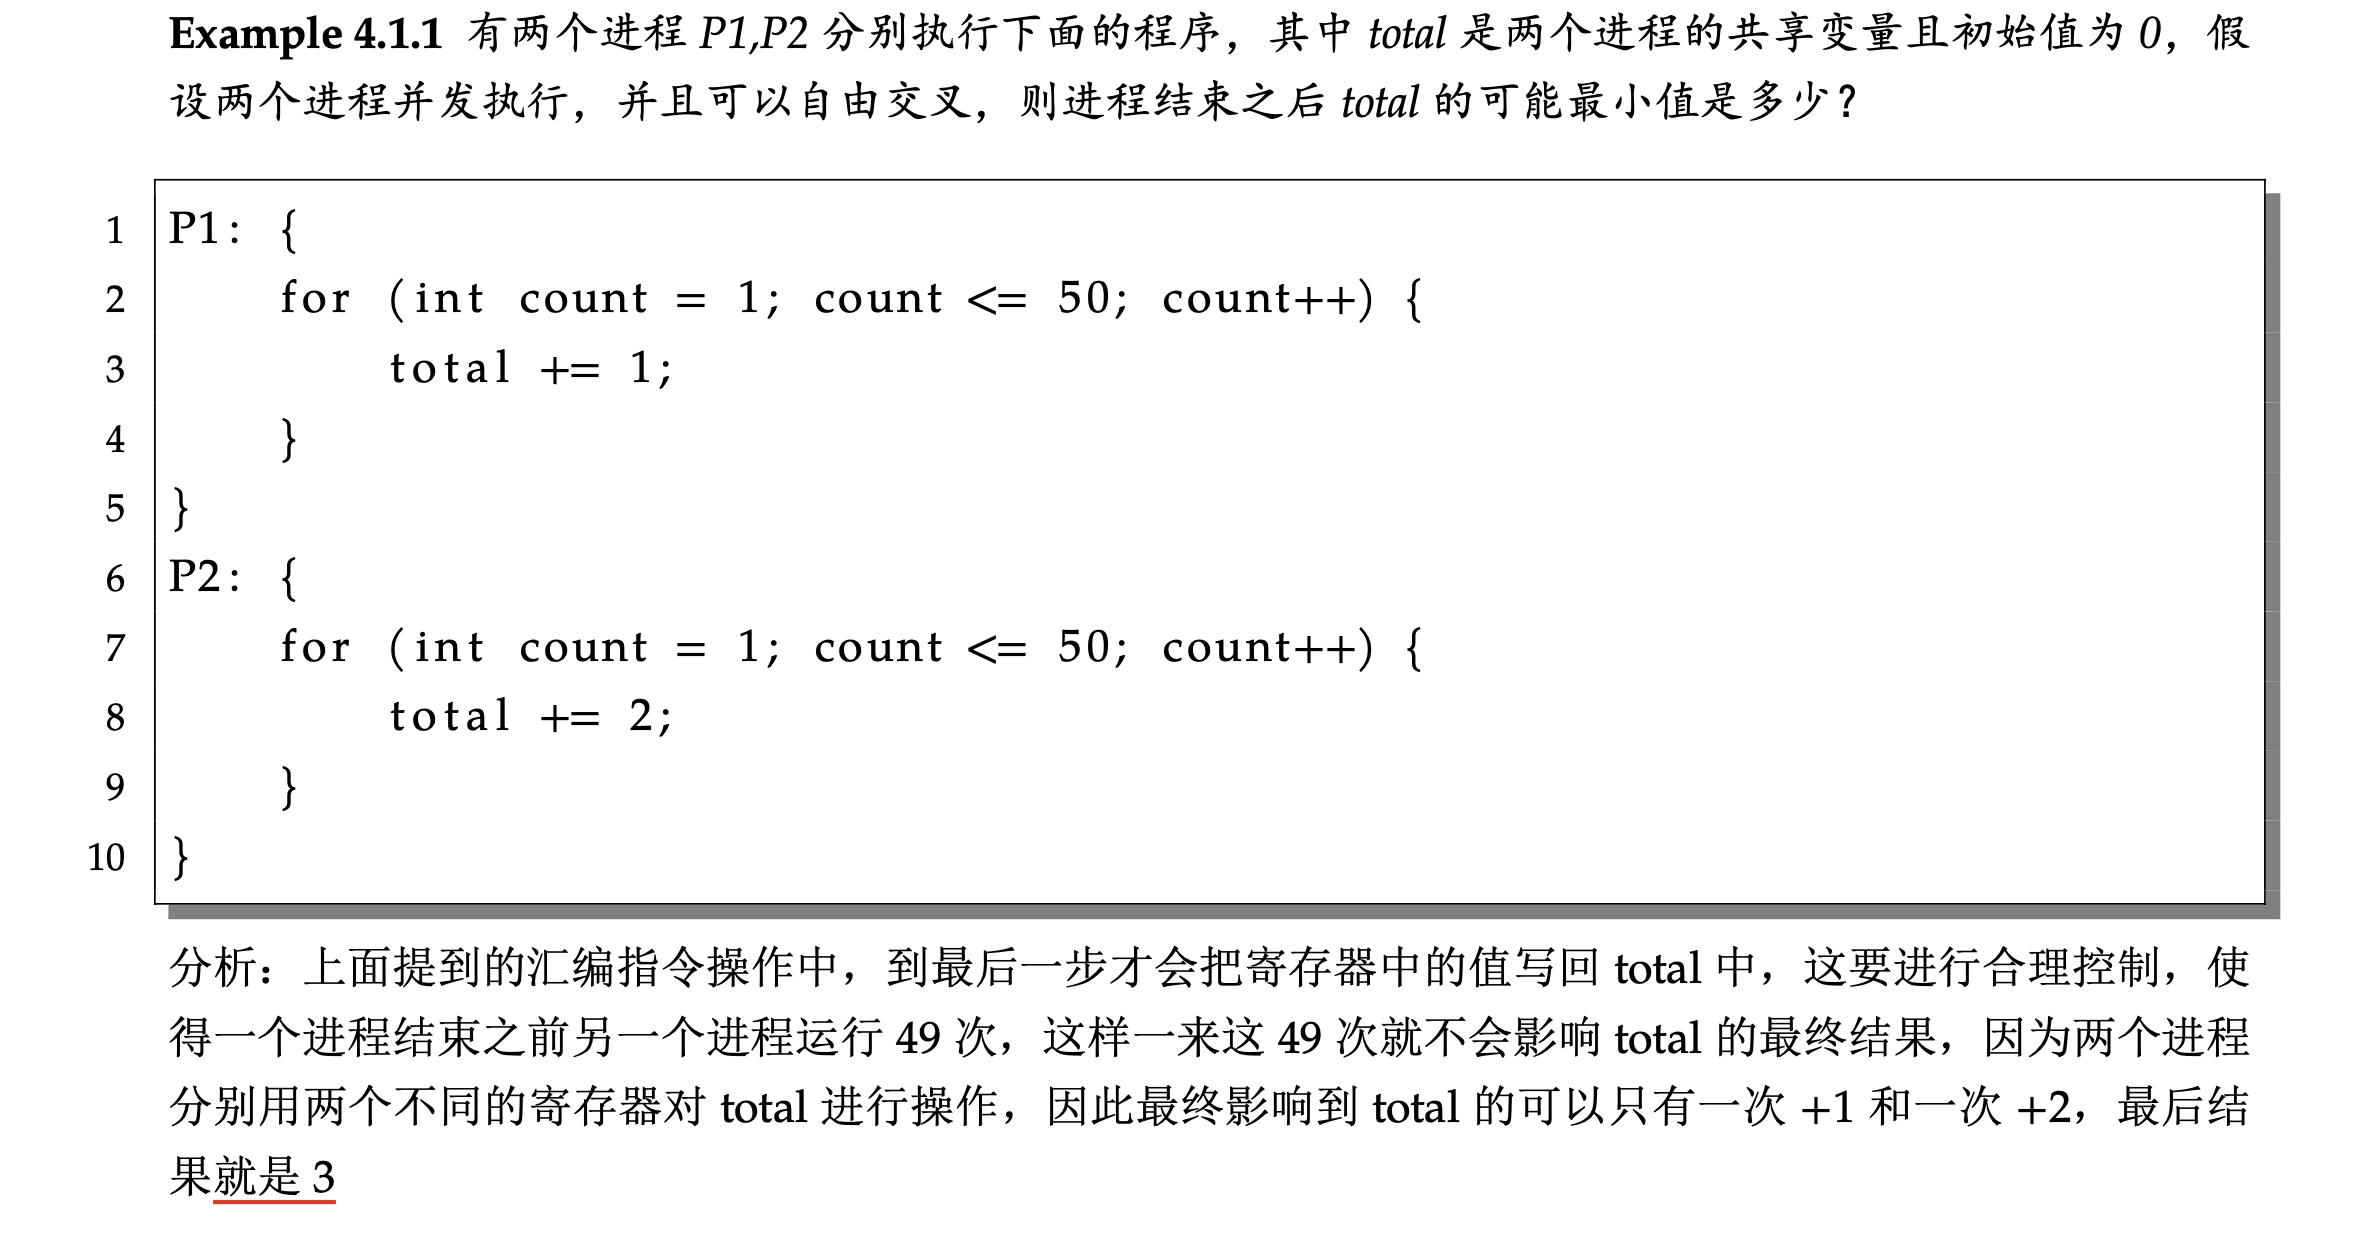 Example 4.1.1 有两个进程 P1,P2 分别执行下面的程序，其中 total 是两个进程的共享变量且初始值为 0，假
设两个进程并发执行，并且可以自由交叉，则进程结束之后 total 的可能最小值是多少？
1 P1: {
2 for (int count = 1; count <= 50; count++) {
3 total += 1;
4 }
5 }
6 P2: {
7 for (int count = 1; count <= 50; count++) {
8 total += 2;
9 }
10 }
分析：上面提到的汇编指令操作中，到最后一步才会把寄存器中的值写回 total 中，这要进行合理控制，使
得一个进程结束之前另一个进程运行 49 次，这样一来这 49 次就不会影响 total 的最终结果，因为两个进程
分别用两个不同的寄存器对 total 进行操作，因此最终影响到 total 的可以只有一次 +1 和一次 +2，最后结
果就是 3